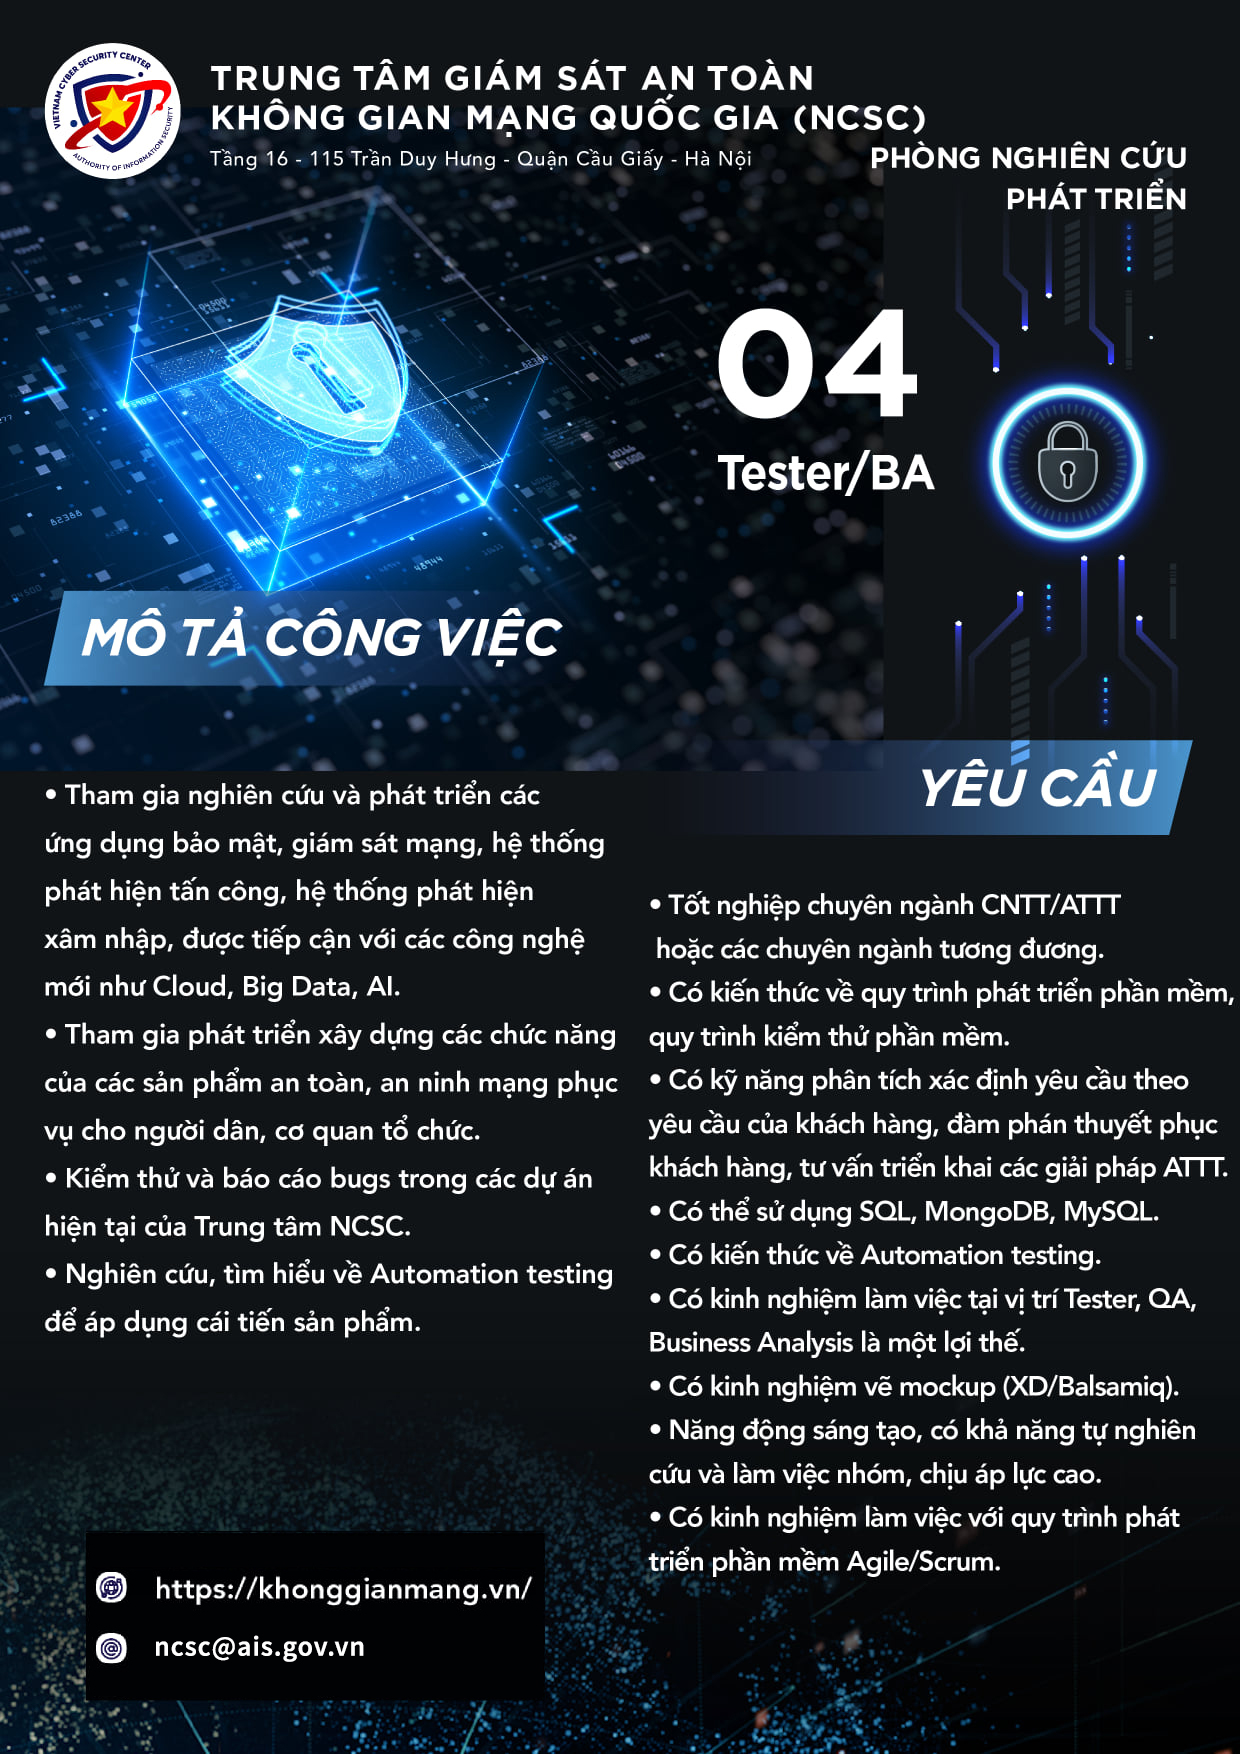 VIETNAM CYBER SECURITY CENTER
AUTHORITY OF INFORMATION SECURITY
TRUNG TÂM GIÁM SÁT AN TOÀN
KHÔNG GIAN MẠNG QUỐC GIA (NCSC)
Tầng 16 - 115 Trần Duy Hưng - Quận Cầu Giấy - Hà Nội
PHÒNG NGHIÊN CỨU
PHÁT TRIỂN
04
Tester/BA
MÔ TẢ CÔNG VIỆC
• Tham gia nghiên cứu và phát triển các
ứng dụng bảo mật, giám sát mạng, hệ thống
phát hiện tấn công, hệ thống phát hiện
xâm nhập, được tiếp cận với các công nghệ
mới như Cloud, Big Data, AI.
• Tham gia phát triển xây dựng các chức năng
của các sản phẩm an toàn, an ninh mạng phục
vụ cho người dân, cơ quan tổ chức.
• Kiểm thử và báo cáo bugs trong các dự án
hiện tại của Trung tâm NCSC.
• Nghiên cứu, tìm hiểu về Automation testing
để áp dụng cái tiến sản phẩm.
YÊU CẦU
• Tốt nghiệp chuyên ngành CNTT/ATTT
hoặc các chuyên ngành tương đương.
• Có kiến thức về quy trình phát triển phần mềm,
quy trình kiểm thử phần mềm.
• Có kỹ năng phân tích xác định yêu cầu theo
yêu cầu của khách hàng, đàm phán thuyết phục
khách hàng, tư vấn triển khai các giải pháp ATTT.
• Có thể sử dụng SQL, MongoDB, MySQL.
• Có kiến thức về Automation testing.
• Có kinh nghiệm làm việc tại vị trí Tester, QA,
Business Analysis là một lợi thế.
• Có kinh nghiệm vẽ mockup (XD/Balsamiq).
• Năng động sáng tạo, có khả năng tự nghiên
cứu và làm việc nhóm, chịu áp lực cao.
• Có kinh nghiệm làm việc với quy trình phát
triển phần mềm Agile/Scrum.
https://khonggianmang.vn/
ncsc@ais.gov.vn